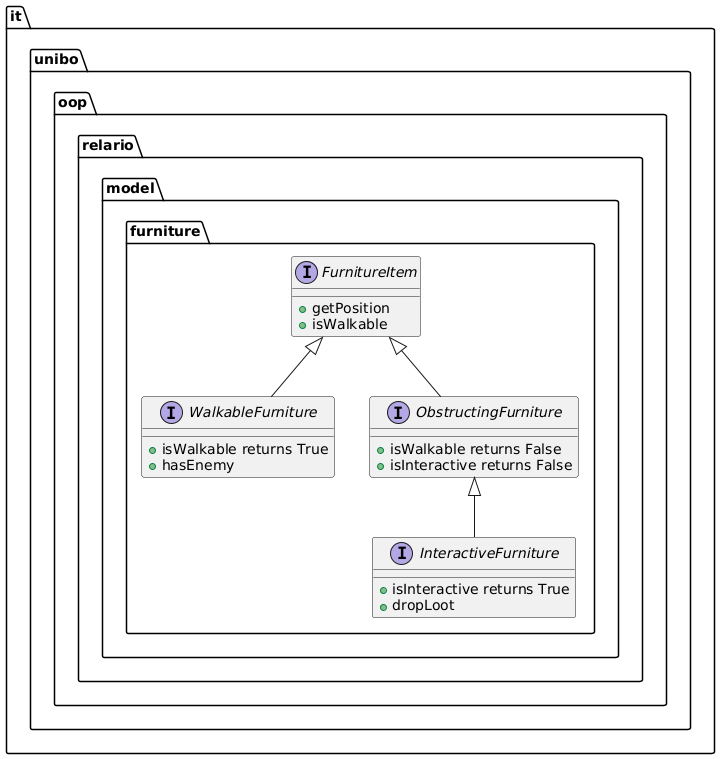 it
unibo
oop
relario
model
furniture
I FurnitureItem
getPosition
isWalkable
I WalkableFurniture
isWalkable returns True
hasEnemy
I ObstructingFurniture
isWalkable returns False
isInteractive returns False
I InteractiveFurniture
isInteractive returns True
dropLoot